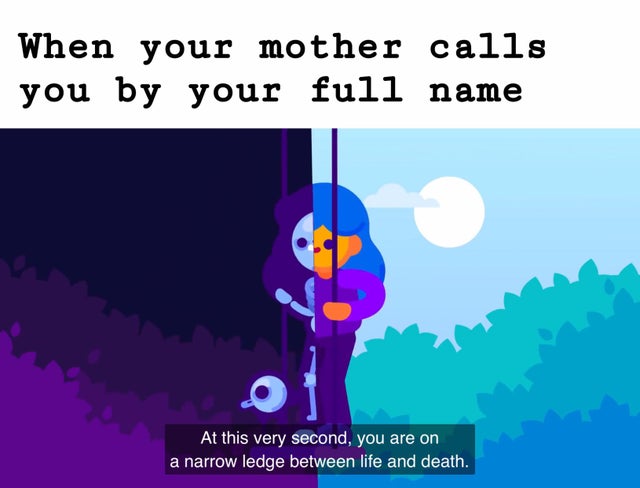 When your mother calls
you by your full name
At this very second, you are on
a narrow ledge between life and death.